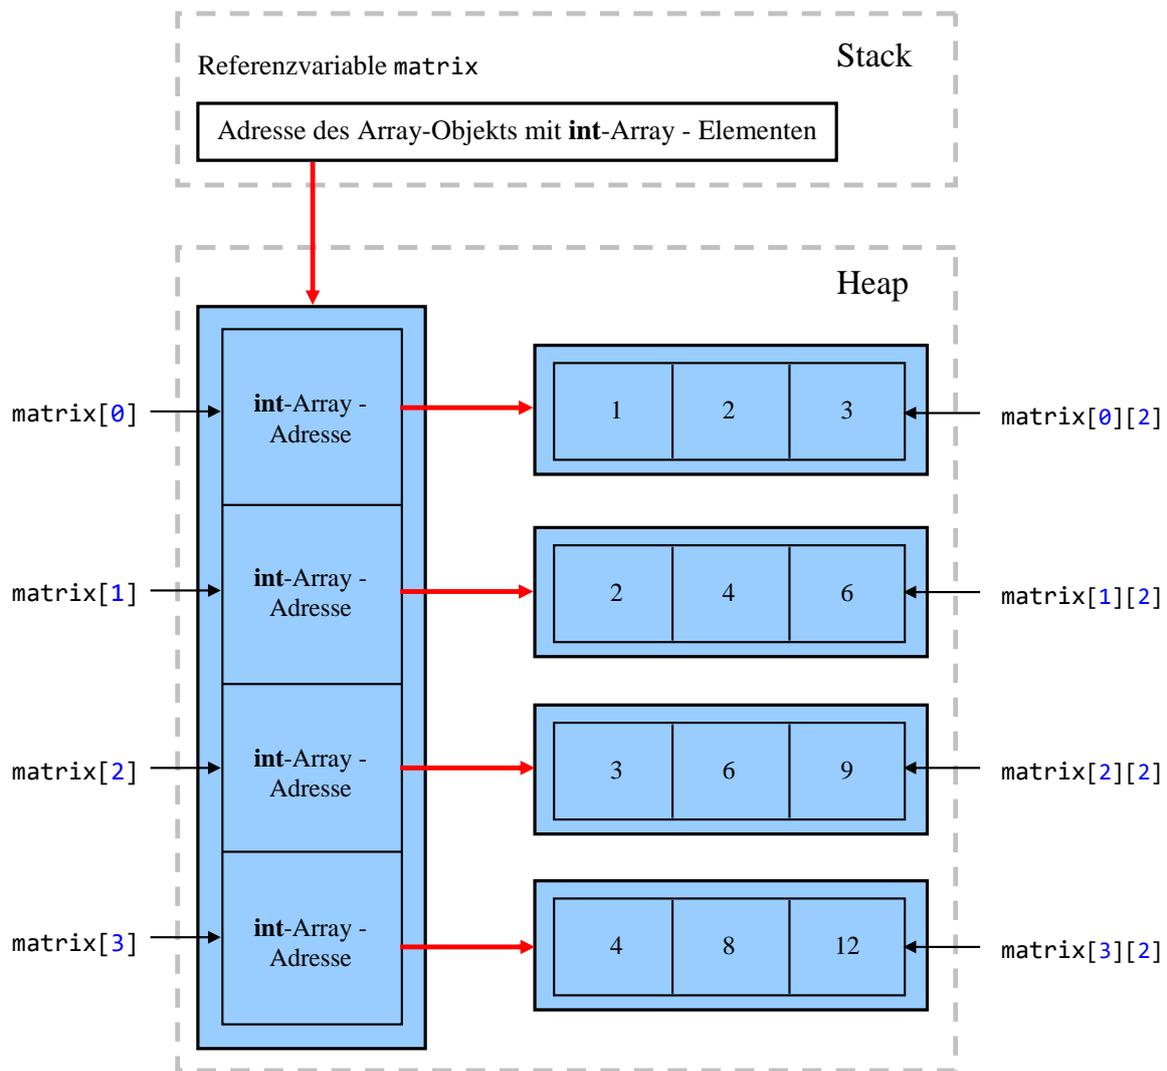 Stack
Referenzvariable matrix
Adresse des Array-Objekts mit int-Array - Elementen
Heap
matrix[0]
int-Array -
Adresse
1 2 3
matrix[0][2]
matrix[1]
int-Array -
Adresse
2 4 6
matrix[1][2]
matrix[2]
int-Array -
Adresse
3 6 9
matrix[2][2]
matrix[3]
int-Array -
Adresse
4 8 12
matrix[3][2]